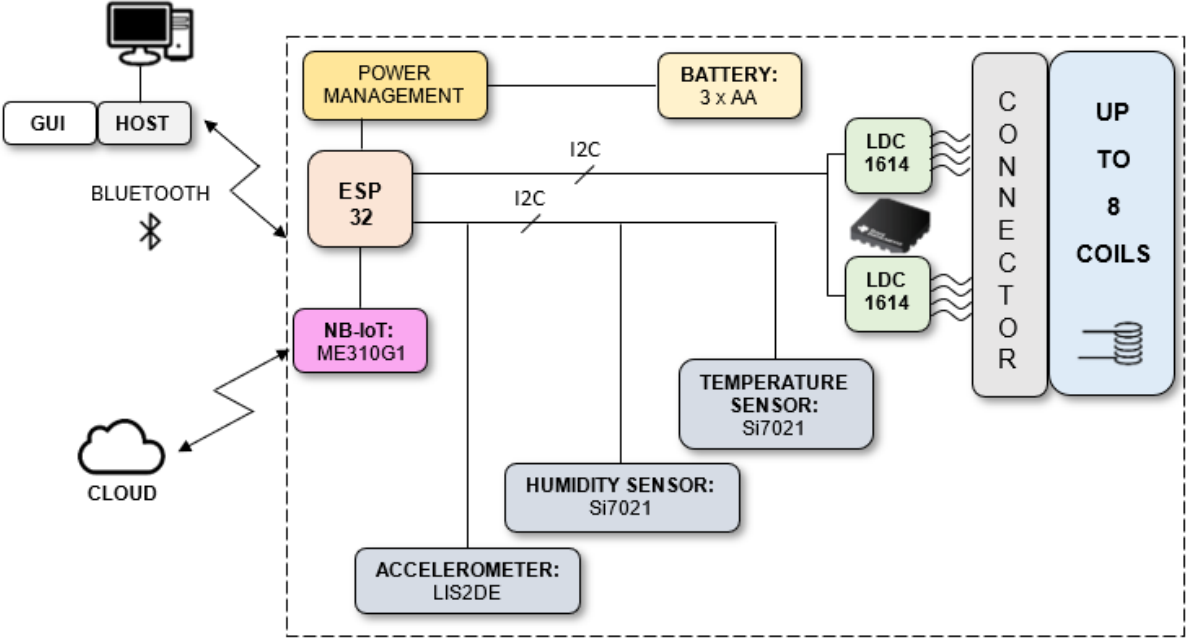 POWER
MANAGEMENT
BATTERY:
3 x AA
GUI
HOST
BLUETOOTH
ESP
32
I2C
I2C
LDC
1614
LDC
1614
C
O
N
N
E
C
T
O
R
UP
TO
8
COILS
NB-IoT:
ME310G1
CLOUD
TEMPERATURE
SENSOR:
Si7021
HUMIDITY SENSOR:
Si7021
ACCELEROMETER:
LIS2DE